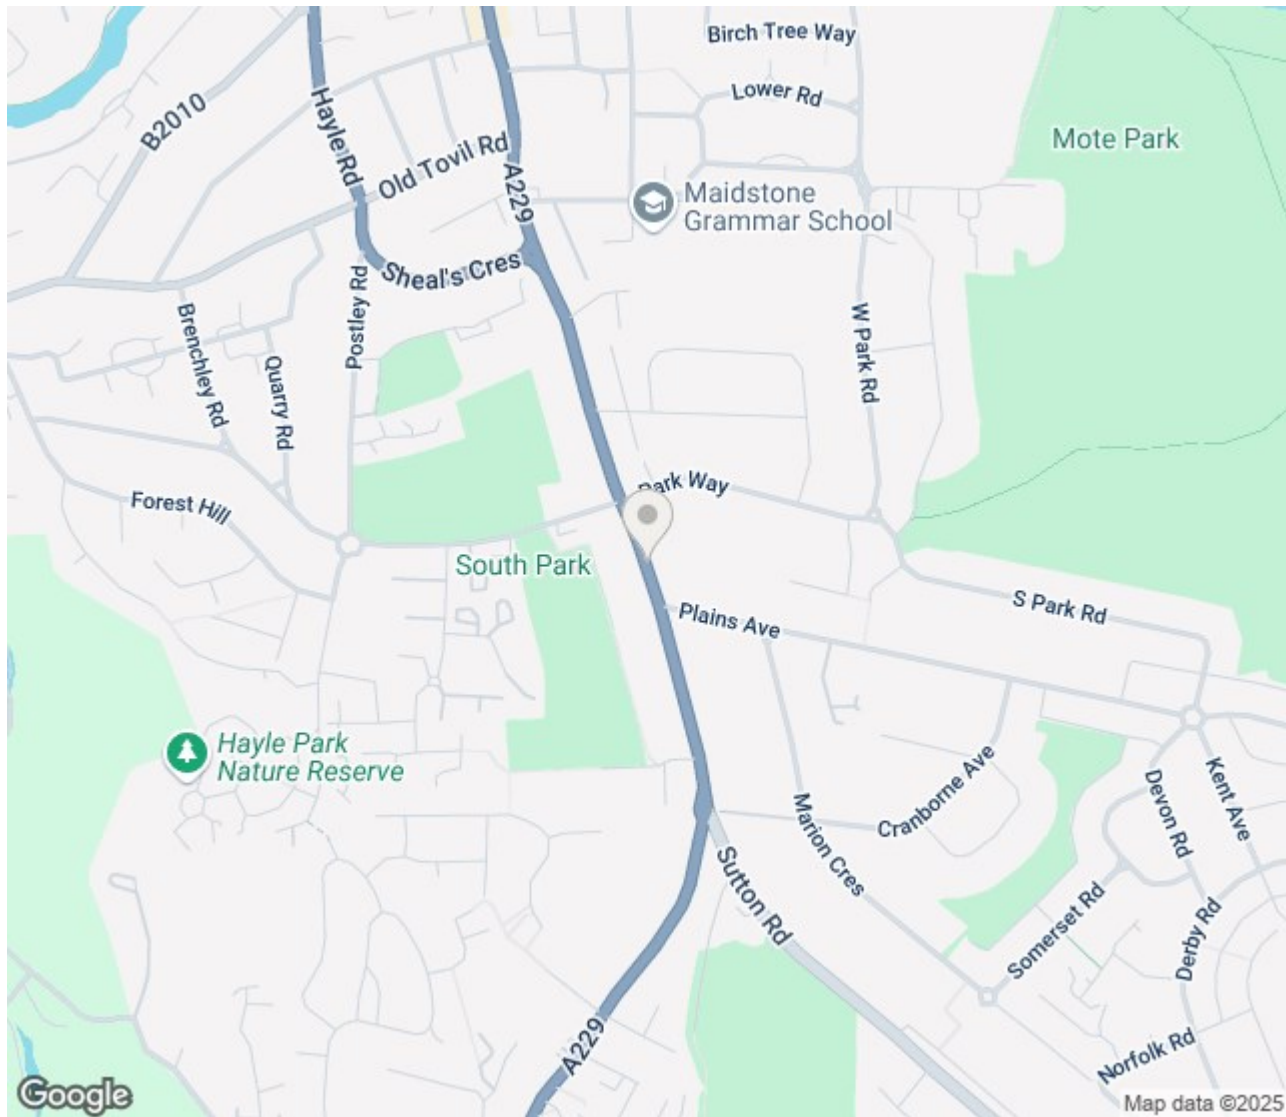 Birch Tree Way
Lower Rd
Mote Park
B2010
Hayle Rd
Old Tovil Rd
A229
Maidstone
Grammar School
Sheal's Cres
Postley Rd
Brenchley Rd
Quarry Rd
W Park Rd
Park Way
Forest Hill
South Park
S Park Rd
Plains Ave
Hayle Park
Nature Reserve
Cranborne Ave
Marion Cres
Devon Rd
Kent Ave
Sutton Rd
Somerset Rd
Derby Rd
A229
Norfolk Rd
Google
Map data ©2025